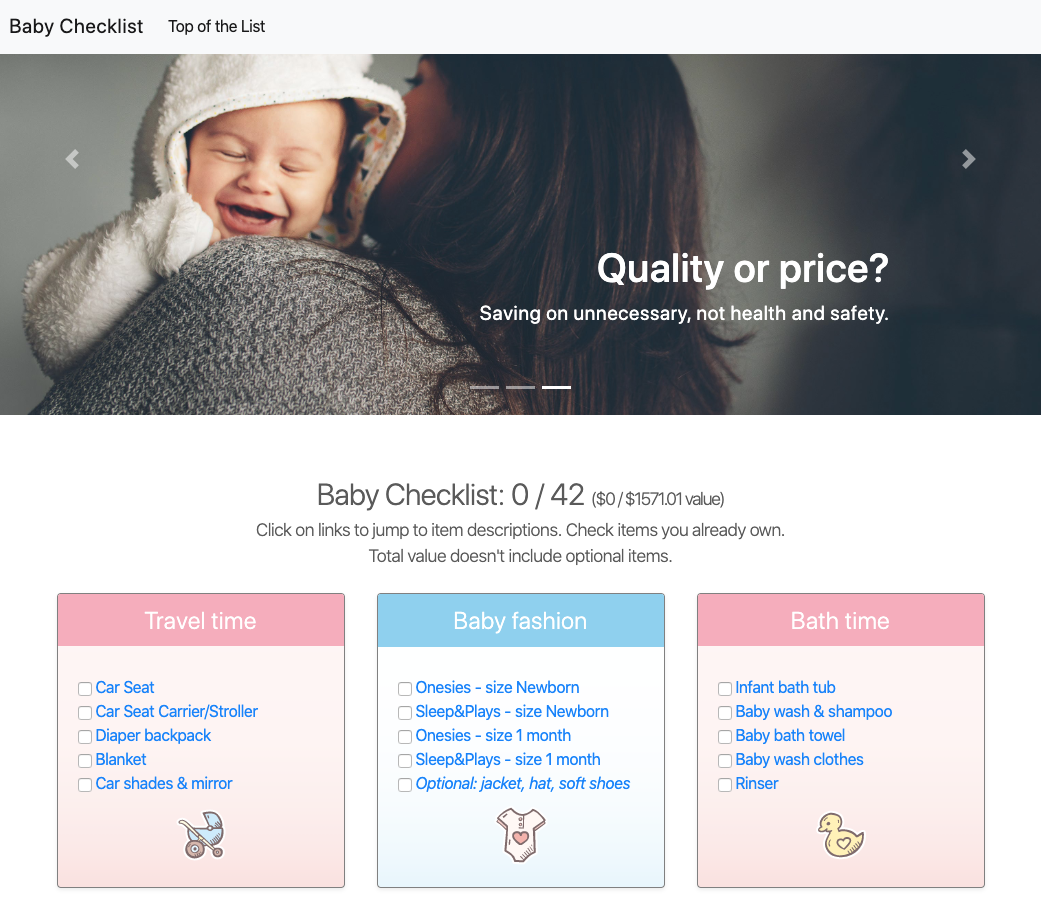 Baby Checklist
Top of the List
Quality or price?
Saving on unnecessary, not health and safety.
Baby Checklist: 0 / 42 ($0 / $1571.01 value)
Click on links to jump to item descriptions. Check items you already own.
Total value doesn't include optional items.
Travel time
Car Seat
Car Seat Carrier/Stroller
Diaper backpack
Blanket
Car shades & mirror
Baby fashion
Onesies - size Newborn
Sleep&Plays - size Newborn
Onesies - size 1 month
Sleep&Plays - size 1 month
Optional: jacket, hat, soft shoes
Bath time
Infant bath tub
Baby wash & shampoo
Baby bath towel
Baby wash clothes
Rinser